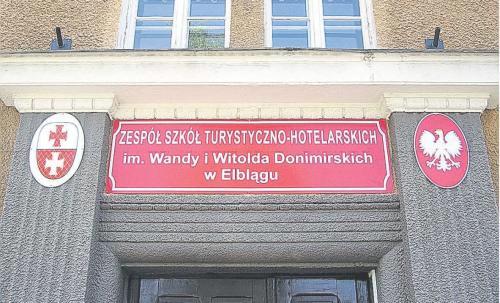 ZESPÓŁ SZKÓŁ TURYSTYCZNO-HOTELARSKICH
im. Wandy i Witolda Donimirskich
w Elblągu